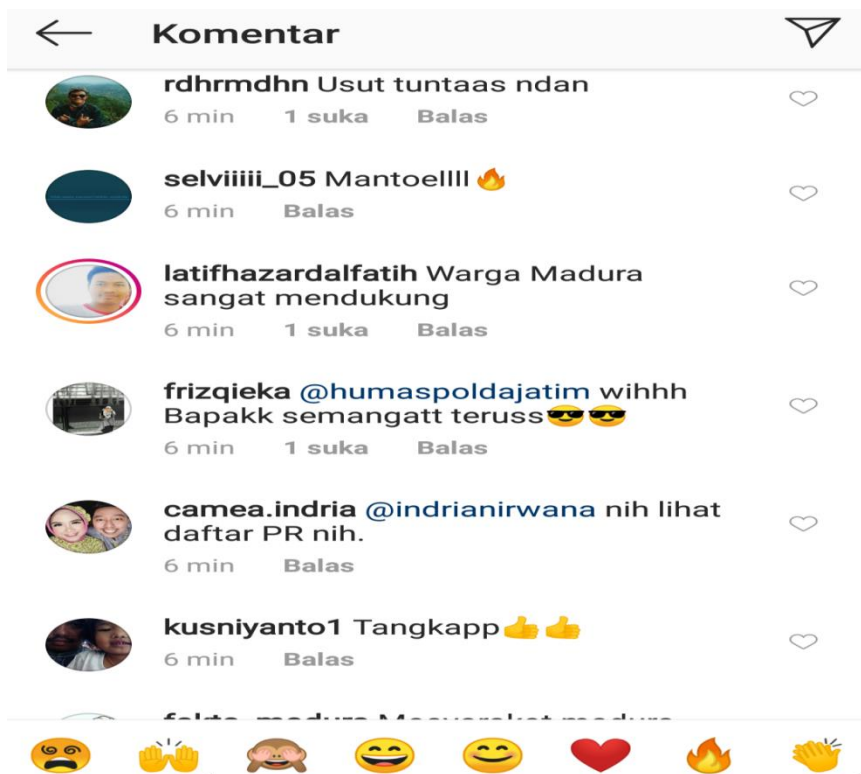 Komentar
rdhrmdhn Usut tuntaas ndan
6 min 1 suka Balas
selviiiii_05 Mantoellll🔥
6 min Balas
latifhazardalfatih Warga Madura
sangat mendukung
6 min 1 suka Balas
frizqieka @humaspoldajatim wihhh
Bapakk semangatt teruss😎😎
6 min 1 suka Balas
camea.indria @indrianirwana nih lihat
daftar PR nih.
6 min Balas
kusniyanto1 Tangkapp👍👍
6 min Balas